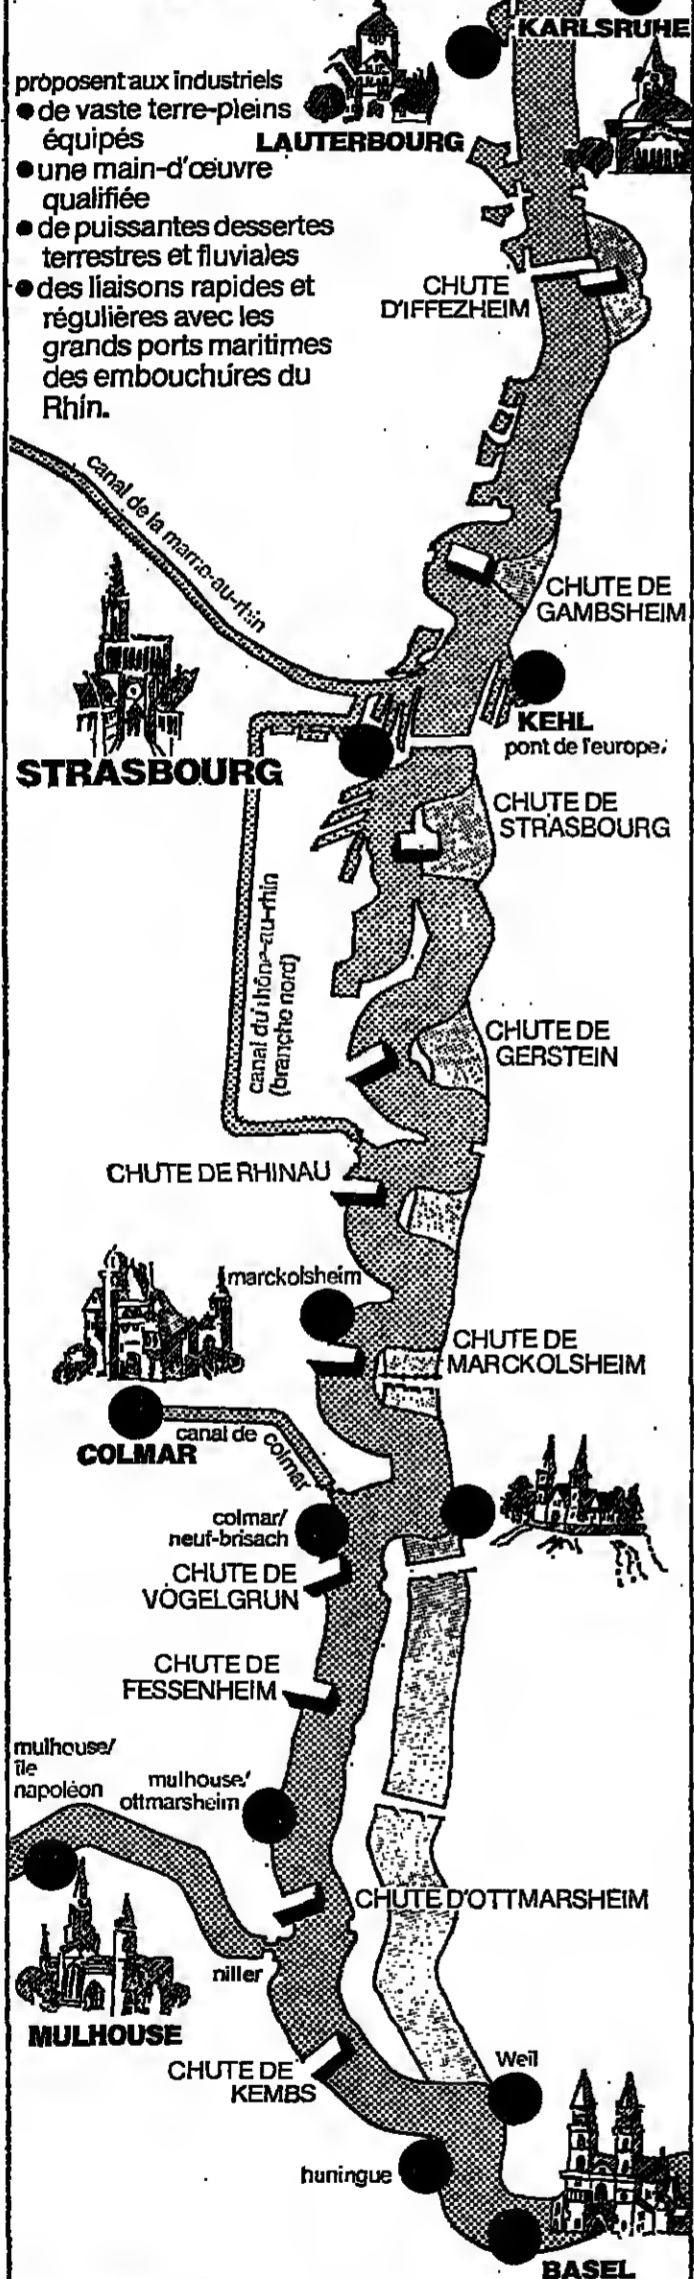 KARLSRUHE
proposent aux industriels
● de vaste terre-pleins
équipés
● une main-d'œuvre
qualifiée
● de puissantes dessertes
terrestres et fluviales
● des liaisons rapides et
régulières avec les
grands ports maritimes
des embouchures du
Rhin.
LAUTERBOURG
CHUTE
D'IFFEZHEIM
canal de la marne-au-rhin
CHUTE DE
GAMBSHEIM
KEHL
pont de l'europe
STRASBOURG
CHUTE DE
STRASBOURG
canal du rhône-au-rhin
(branche nord)
CHUTE DE
GERSTEIN
CHUTE DE RHINAU
marckolsheim
CHUTE DE
MARCKOLSHEIM
COLMAR
canal de colmar
colmar/
neuf-brisach
CHUTE DE
VOGELGRUN
CHUTE DE
FESSENHEIM
mulhouse/
île
napoléon
mulhouse/
ottmarsheim
CHUTE D'OTTMARSHEIM
niffer
MULHOUSE
CHUTE DE
KEMBS
Weil
huningue
BASEL